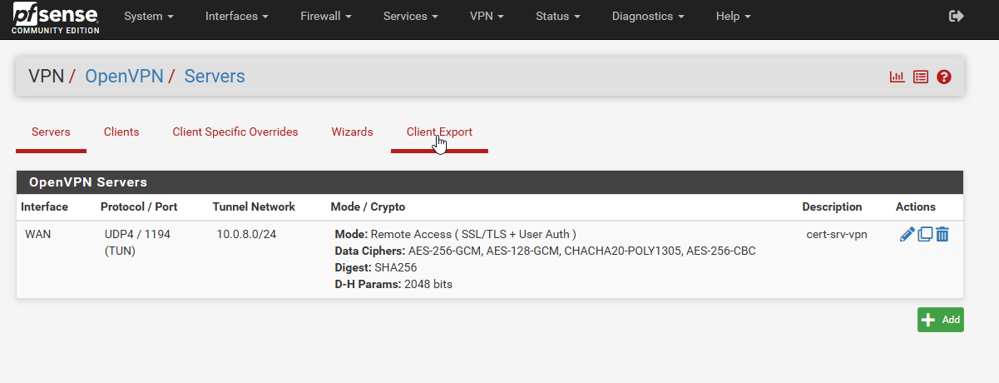 pfsense
COMMUNITY EDITION
System Interfaces Firewall Services VPN Status Diagnostics Help
VPN / OpenVPN / Servers
Servers Clients Client Specific Overrides Wizards Client Export
OpenVPN Servers
Interface Protocol / Port Tunnel Network Mode / Crypto Description Actions
WAN UDP4 / 1194 (TUN) 10.0.8.0/24 Mode: Remote Access ( SSL/TLS + User Auth ) cert-srv-vpn
Data Ciphers: AES-256-GCM, AES-128-GCM, CHACHA20-POLY1305, AES-256-CBC
Digest: SHA256
D-H Params: 2048 bits
Add